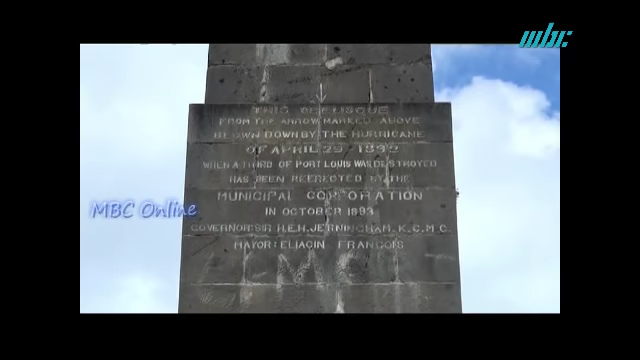 mbc
THIS OBELISQUE
FROM THE ARROW MARKED ABOVE
BLOWN DOWN BY THE HURRICANE
OF APRIL 29, 1892
WHEN A THIRD OF PORT LOUIS WAS DESTROYED
HAS BEEN REERECTED BY THE
MUNICIPAL CORPORATION
IN OCTOBER 1893
GOVERNOR: SIR H.E.H. JERNINGHAM. K.C.M.G.
MAYOR: ELIACIN FRANCOIS
MBC Online